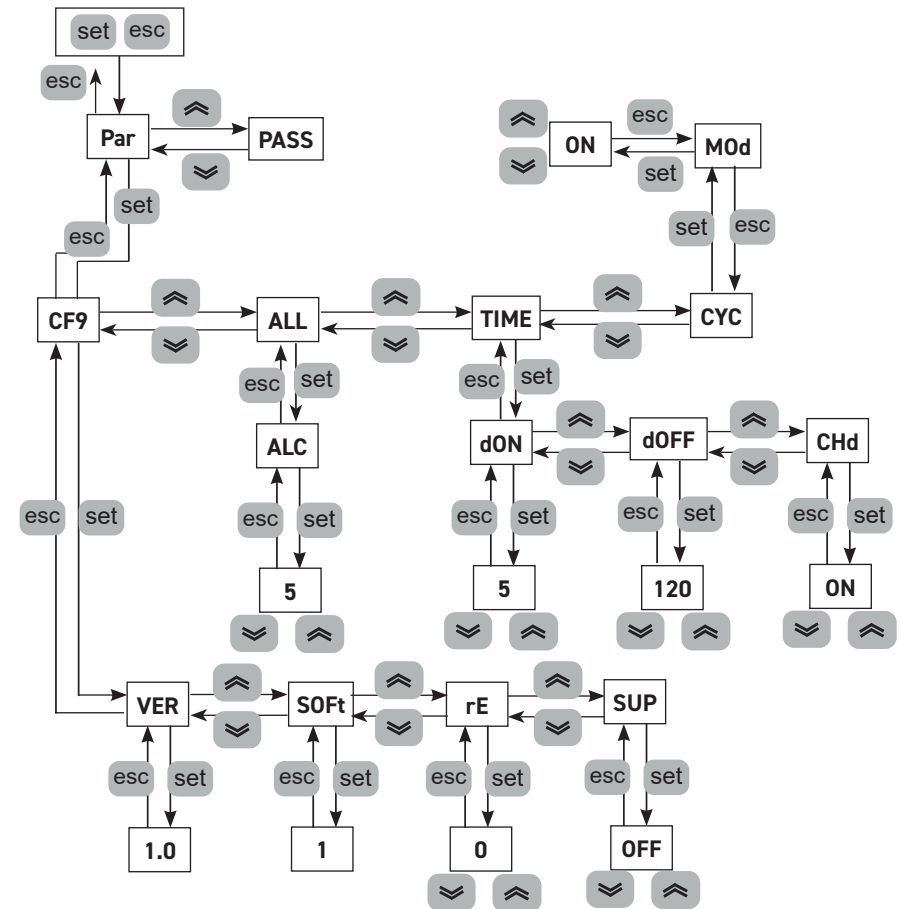 set esc
esc
Par
PASS
ON
esc
MOd
set
set
esc
esc
set
CF9
ALL
TIME
CYC
esc
set
esc
set
ALC
dON
dOFF
CHd
esc
set
esc
set
esc
set
esc
set
esc
set
5
5
120
ON
VER
SOFt
rE
SUP
esc
set
esc
set
esc
set
esc
set
1.0
1
0
OFF